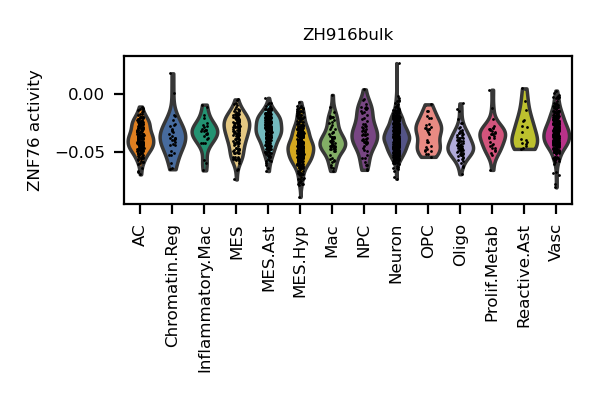 ZH916bulk
ZNF76 activity
0.00
−0.05
AC
Chromatin.Reg
Inflammatory.Mac
MES
MES.Ast
MES.Hyp
Mac
NPC
Neuron
OPC
Oligo
Prolif.Metab
Reactive.Ast
Vasc